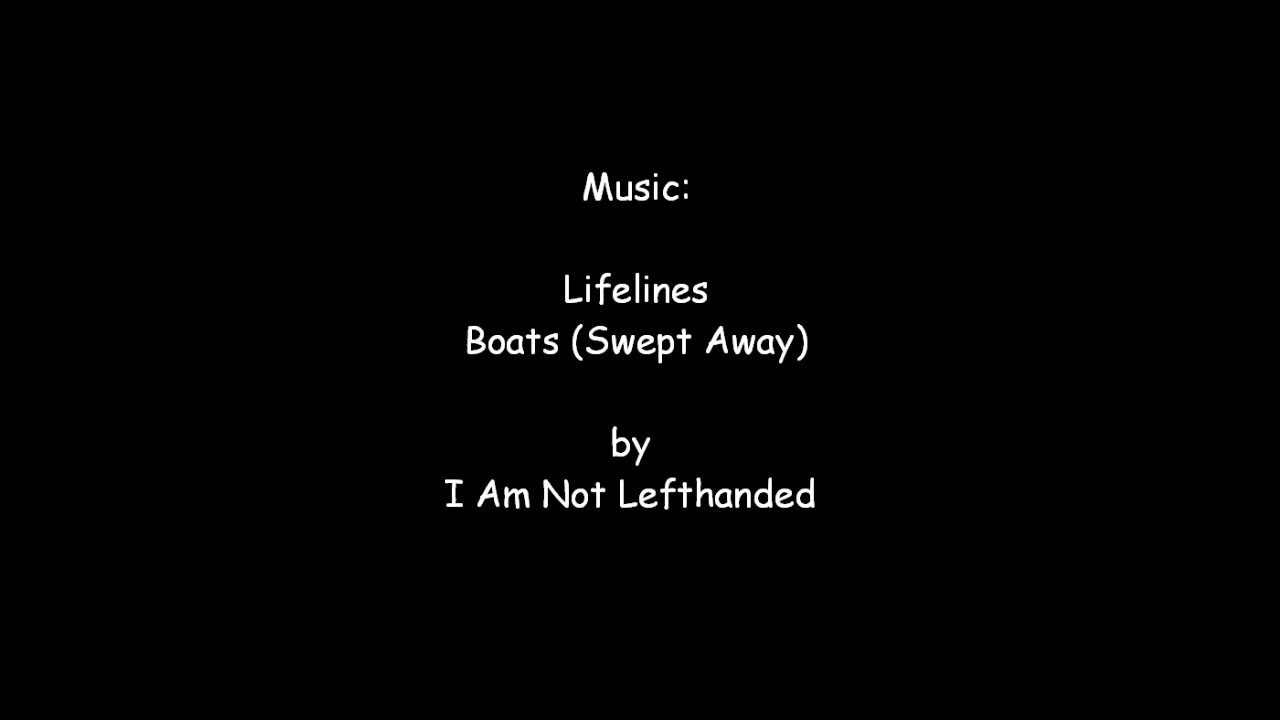 Music:
Lifelines
Boats (Swept Away)
by
I Am Not Lefthanded